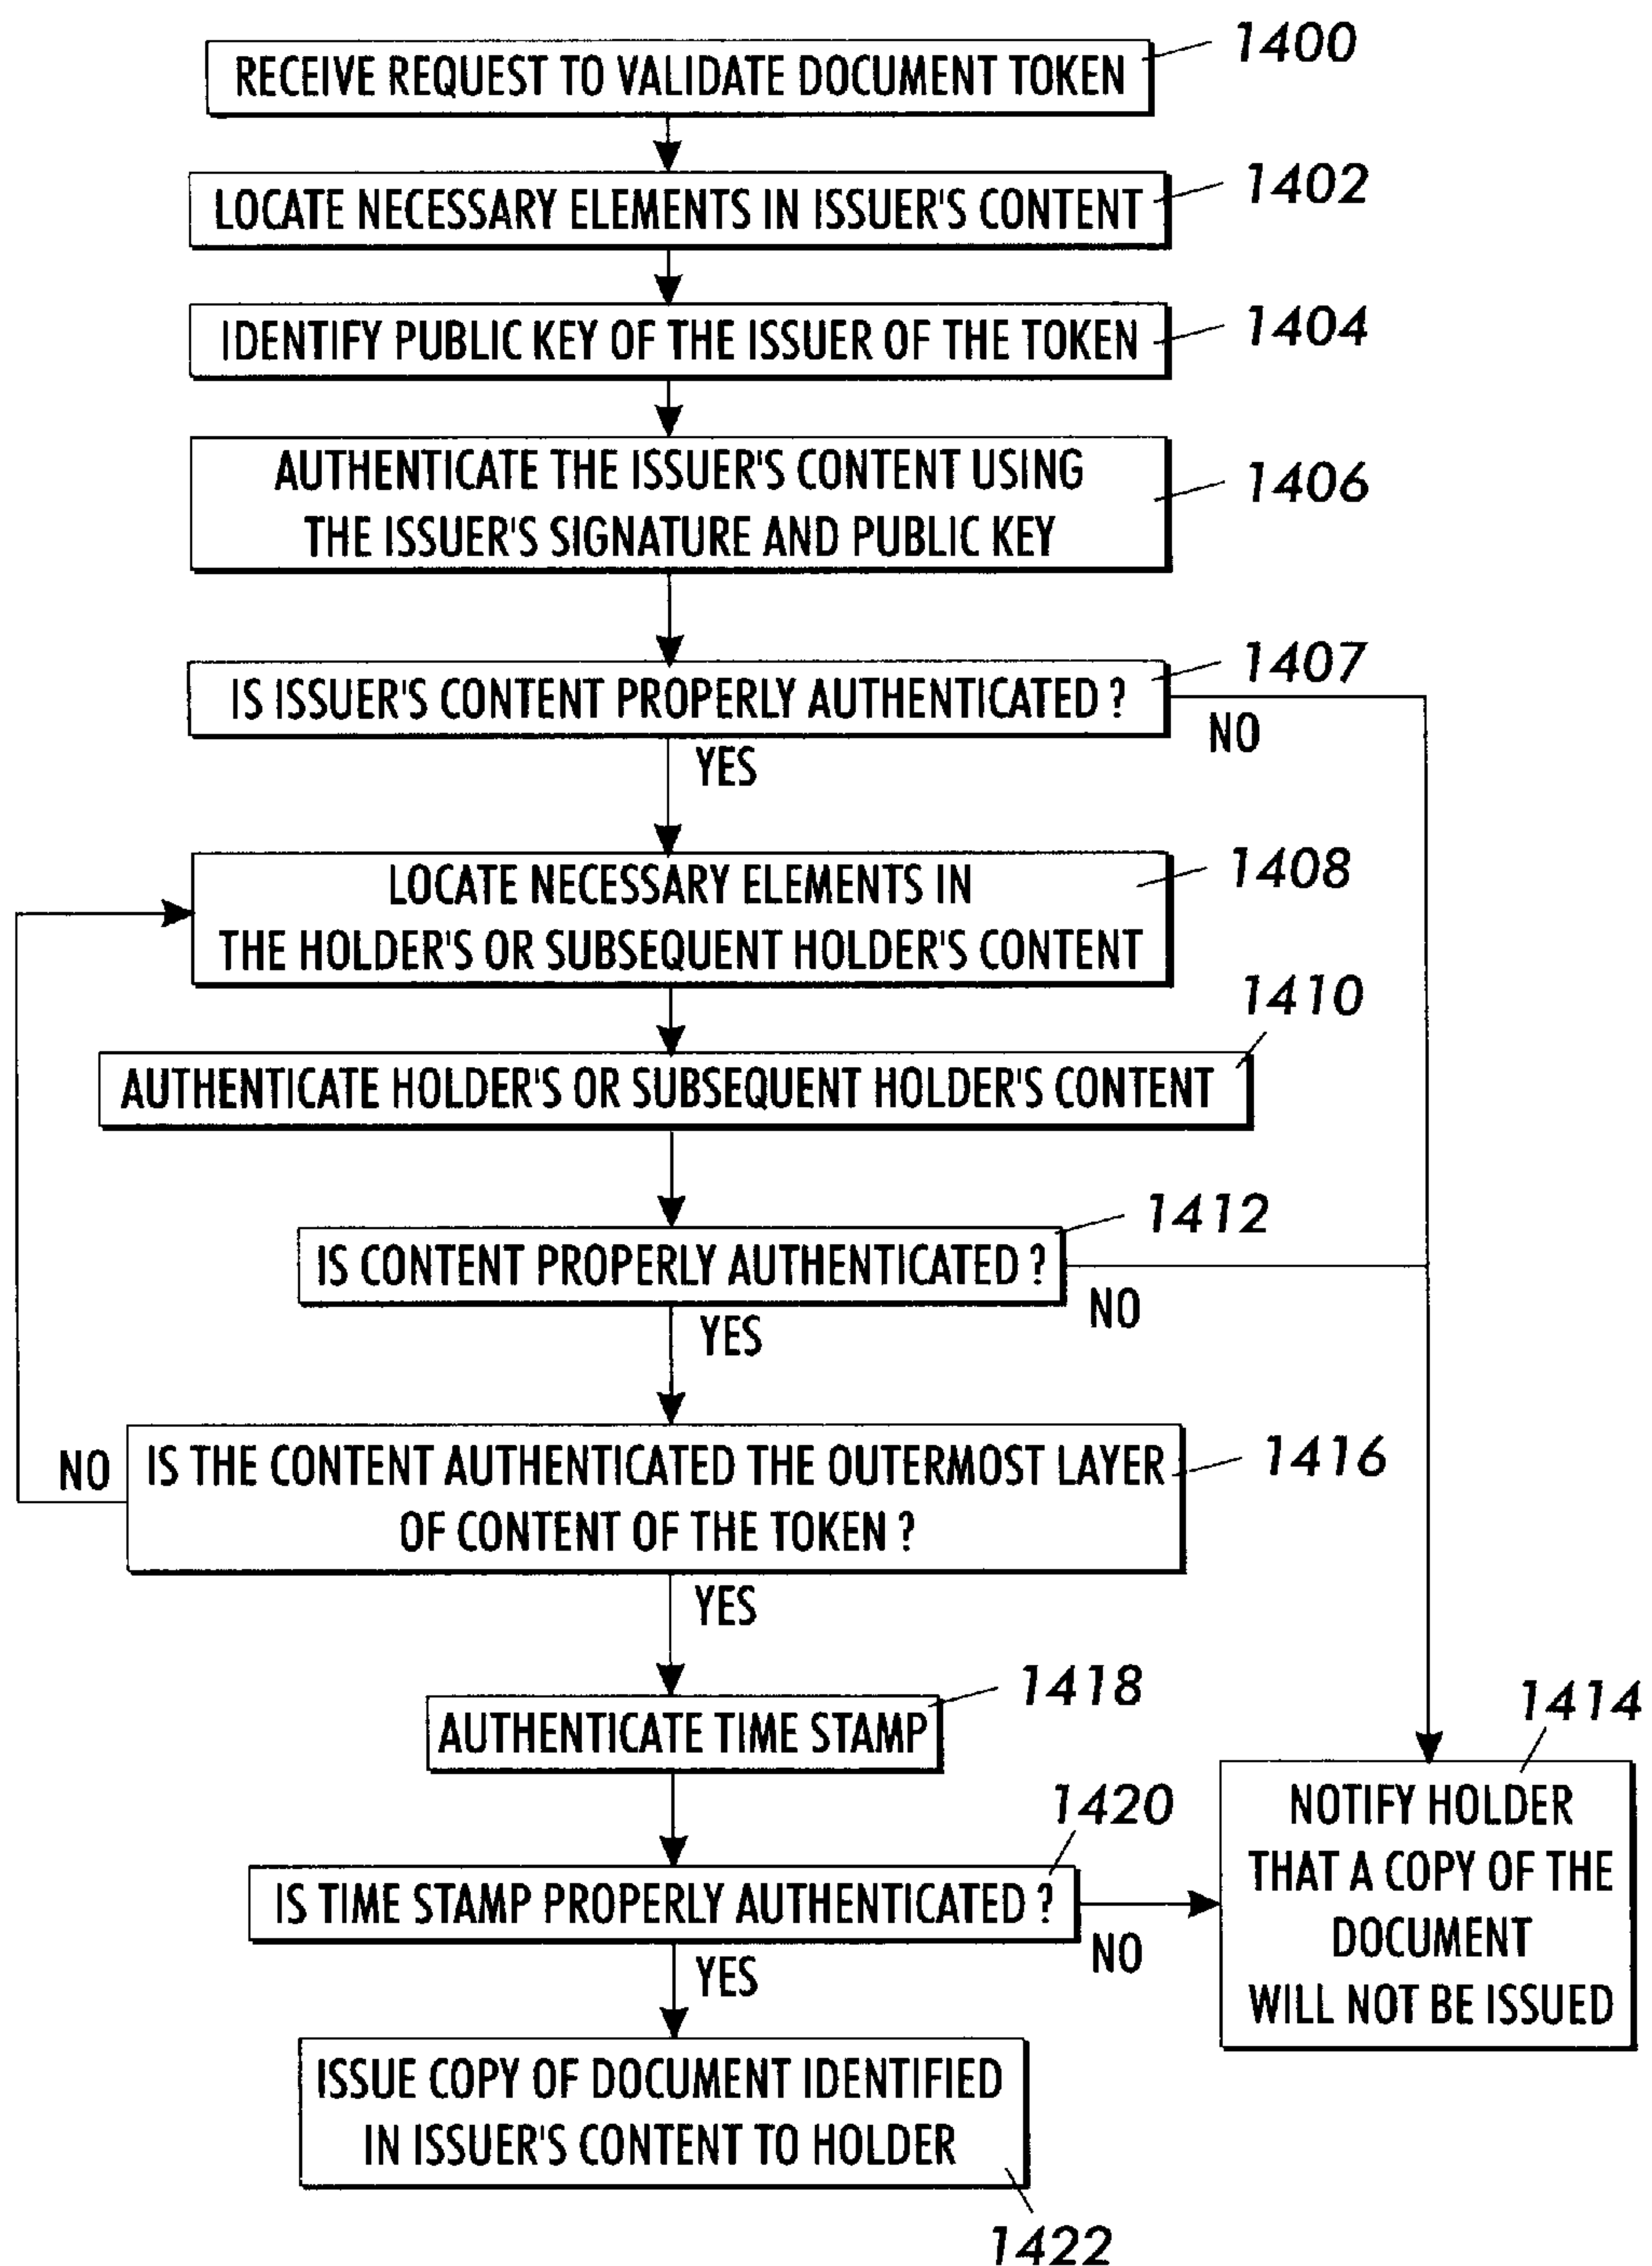 1400
RECEIVE REQUEST TO VALIDATE DOCUMENT TOKEN
1402
LOCATE NECESSARY ELEMENTS IN ISSUER'S CONTENT
1404
IDENTIFY PUBLIC KEY OF THE ISSUER OF THE TOKEN
1406
AUTHENTICATE THE ISSUER'S CONTENT USING
THE ISSUER'S SIGNATURE AND PUBLIC KEY
1407
IS ISSUER'S CONTENT PROPERLY AUTHENTICATED ?
NO
YES
1408
LOCATE NECESSARY ELEMENTS IN
THE HOLDER'S OR SUBSEQUENT HOLDER'S CONTENT
1410
AUTHENTICATE HOLDER'S OR SUBSEQUENT HOLDER'S CONTENT
1412
IS CONTENT PROPERLY AUTHENTICATED ?
NO
YES
1416
NO
IS THE CONTENT AUTHENTICATED THE OUTERMOST LAYER
OF CONTENT OF THE TOKEN ?
YES
1418
AUTHENTICATE TIME STAMP
1420
IS TIME STAMP PROPERLY AUTHENTICATED ?
NO
YES
1414
NOTIFY HOLDER
THAT A COPY OF THE
DOCUMENT
WILL NOT BE ISSUED
ISSUE COPY OF DOCUMENT IDENTIFIED
IN ISSUER'S CONTENT TO HOLDER
1422